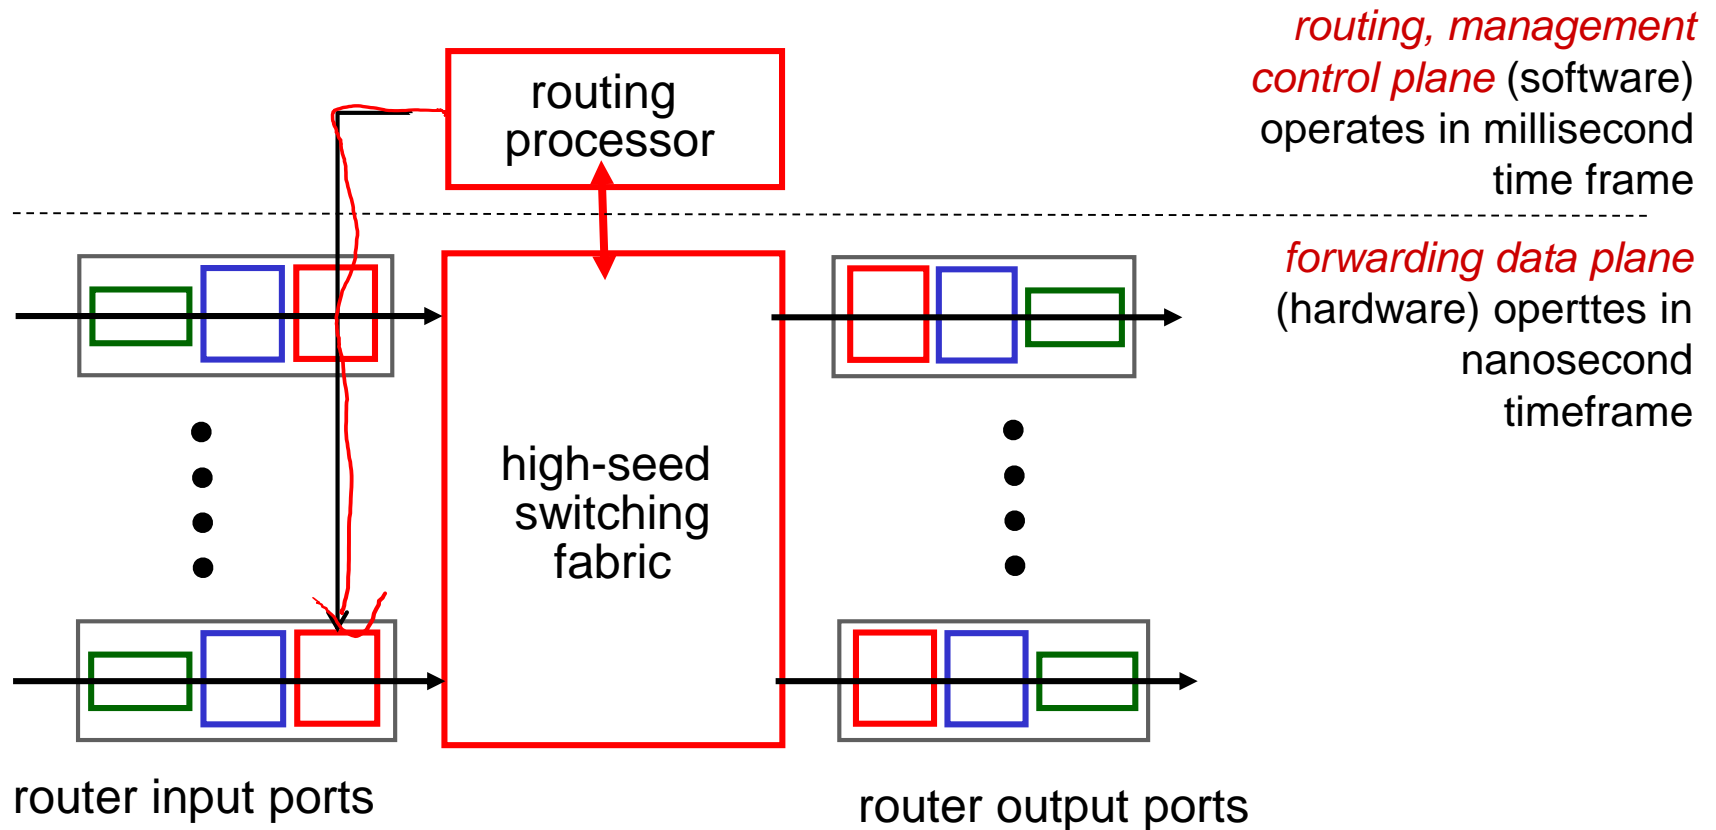 routing, management
control plane (software)
operates in millisecond
time frame
routing
processor
forwarding data plane
(hardware) operttes in
nanosecond
timeframe
high-seed
switching
fabric
router input ports
router output ports